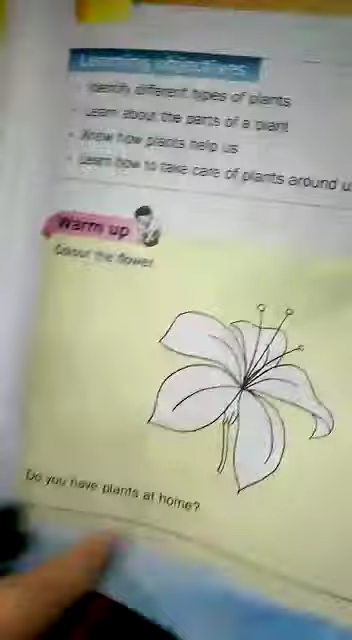 Learning Objectives
• Identify different types of plants
• Learn about the parts of a plant
• Know how plants help us
• Learn how to take care of plants around
Warm up
Colour the flower.
Do you have plants at home?